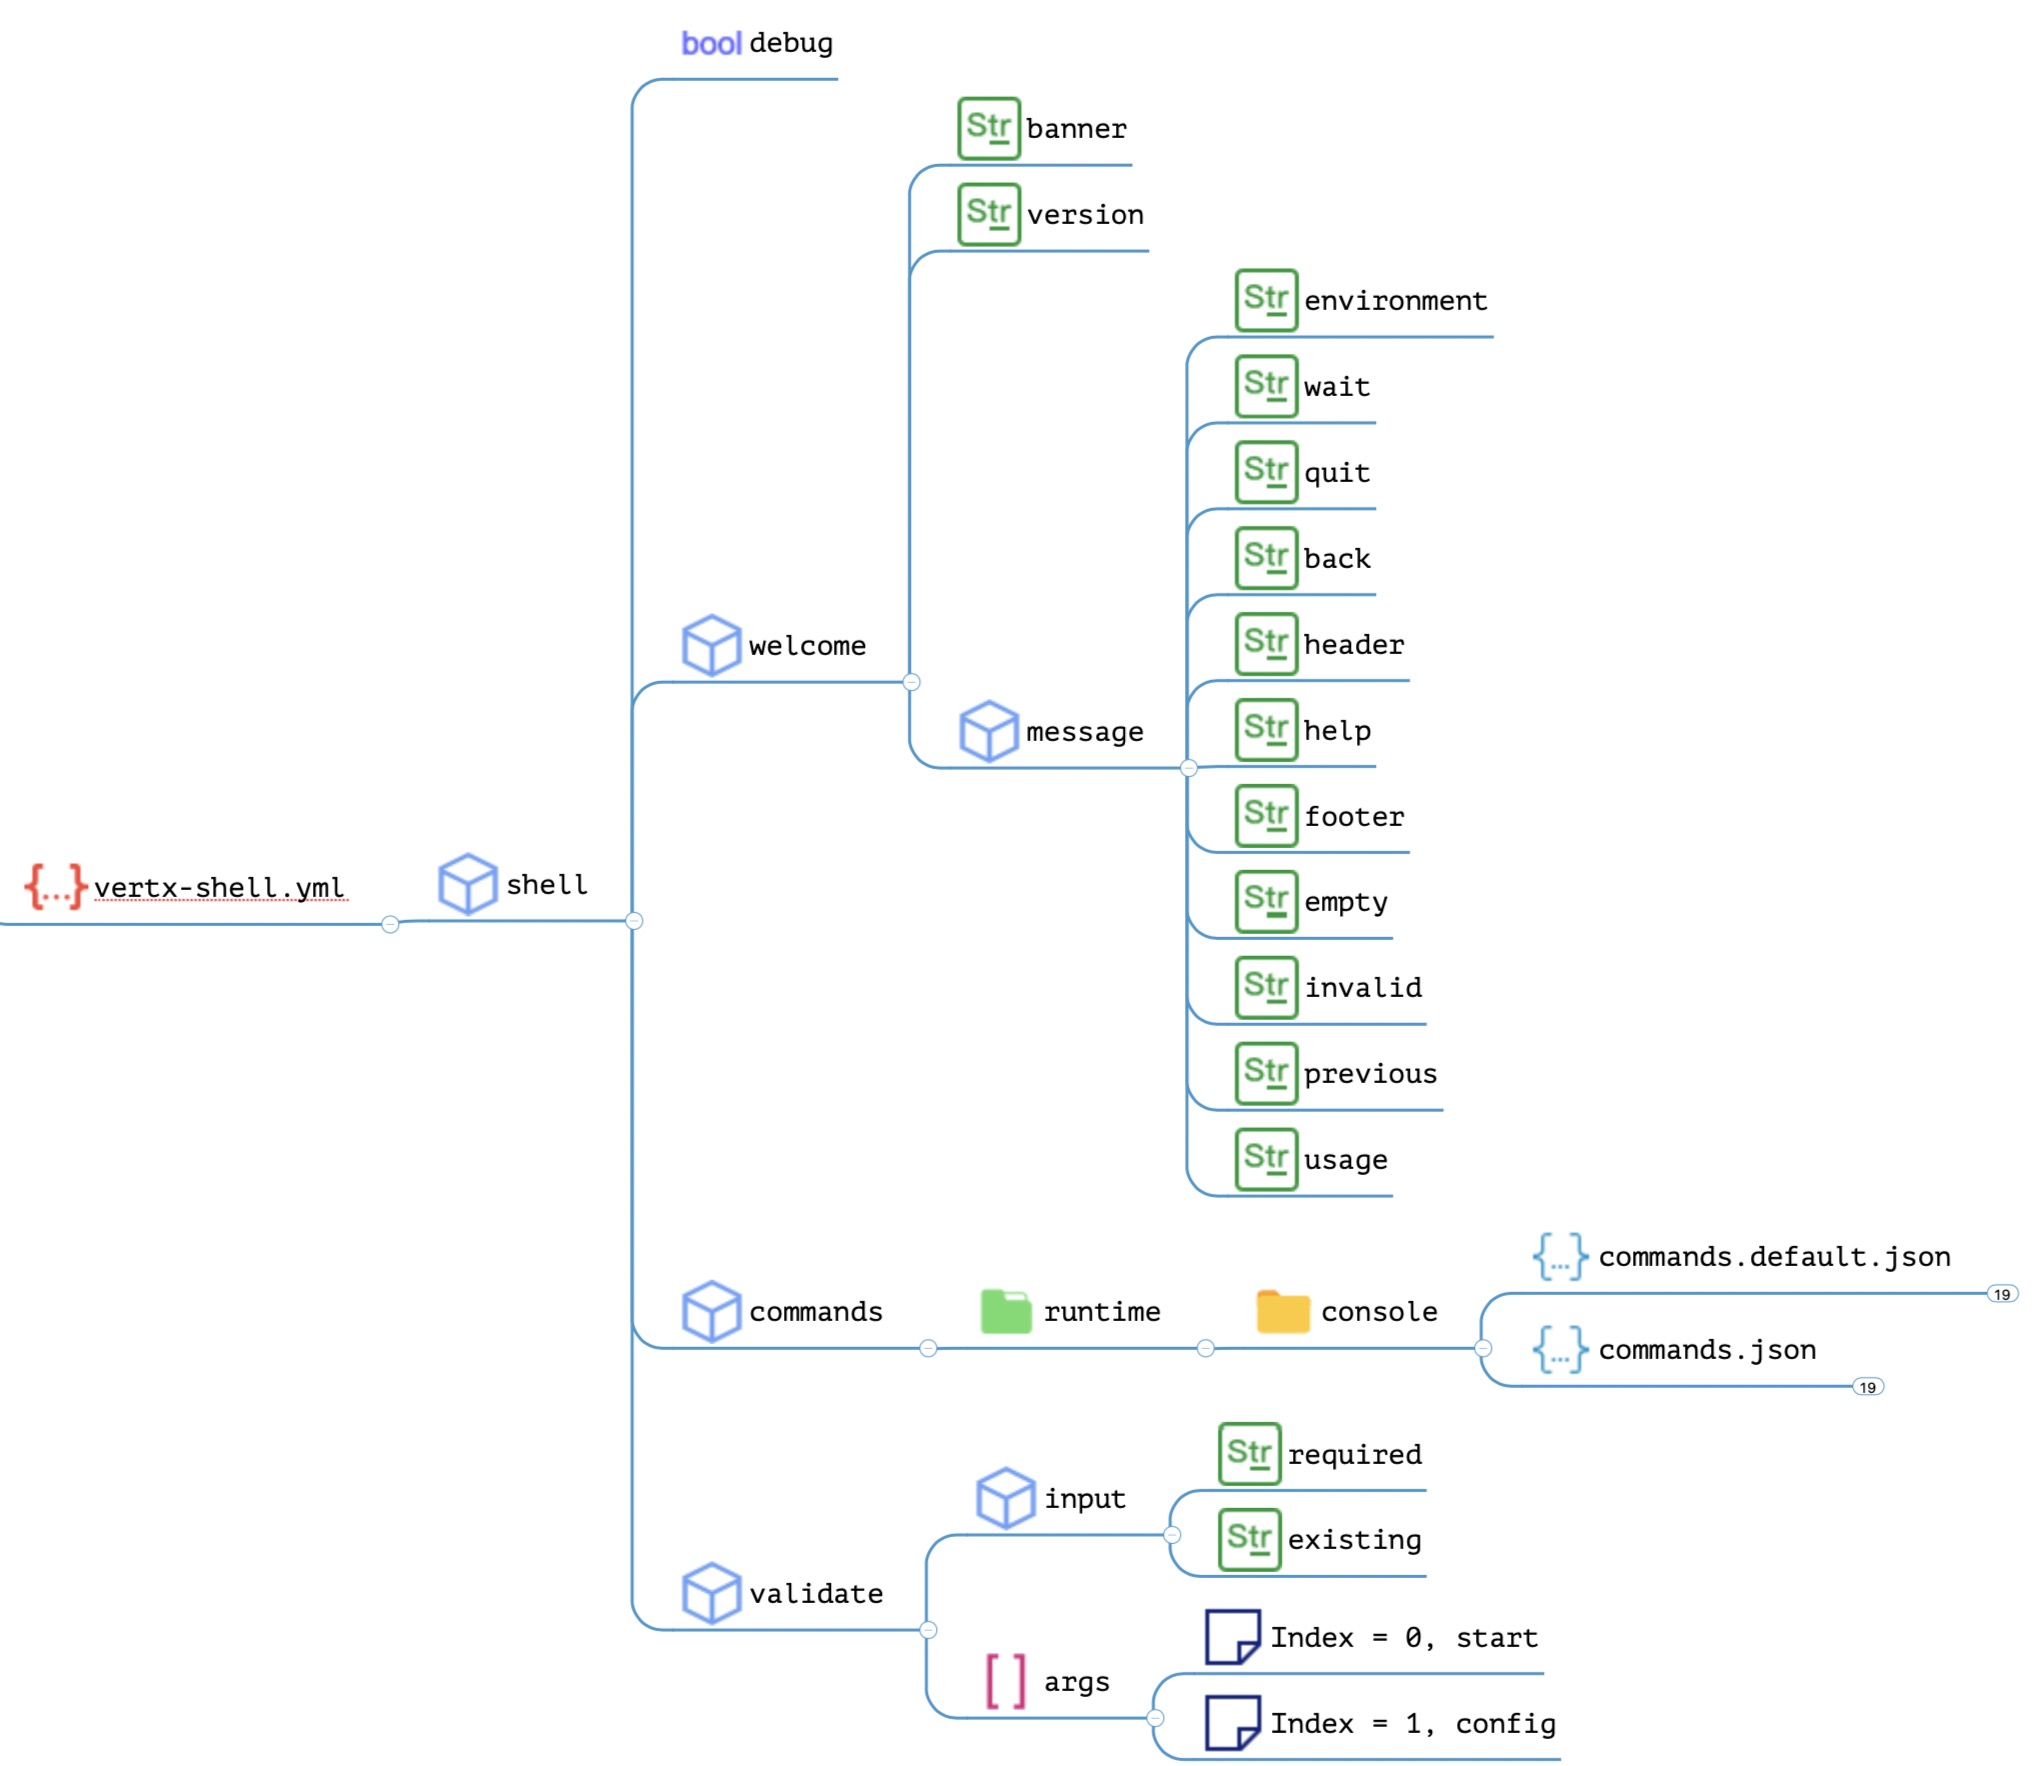 bool debug
Str banner
Str version
Str environment
Str wait
Str quit
Str back
Str header
welcome
Str help
message
Str footer
{...} vertx-shell.yml
shell
Str empty
Str invalid
Str previous
Str usage
{...} commands.default.json
19
commands
runtime
console
{...} commands.json
19
Str required
input
Str existing
validate
Index = 0, start
[ ] args
Index = 1, config